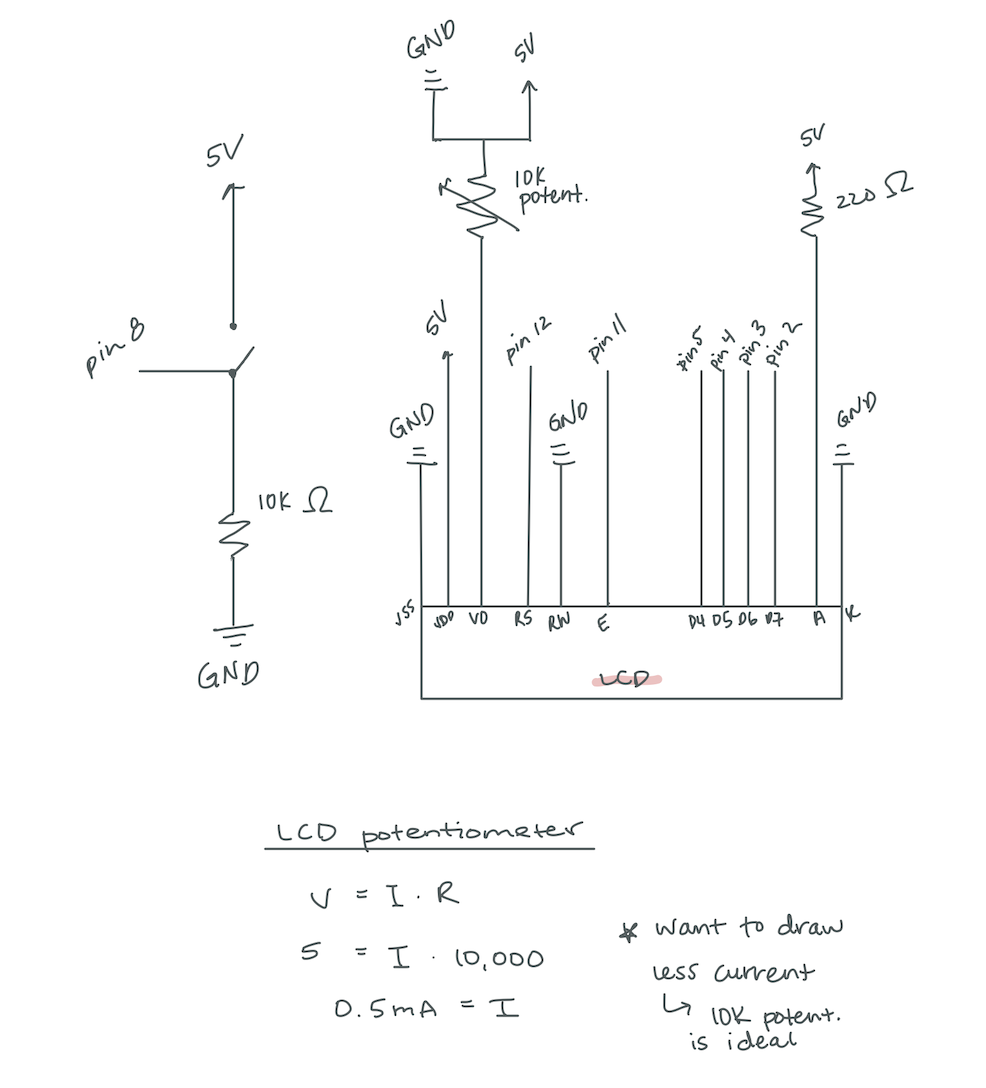 GND
5V
5V
10K
potent.
5V
220 Ω
pin 8
5V
pin 12
pin 11
pin 5
pin 4
pin 3
pin 2
GND
GND
GND
10K Ω
GND
VSS
VDD
VO
RS
RW
E
D4
D5
D6
D7
A
K
LCD
LCD potentiometer
V = I · R
5 = I · 10,000
0.5mA = I
* want to draw
less current
↳ 10K potent.
is ideal